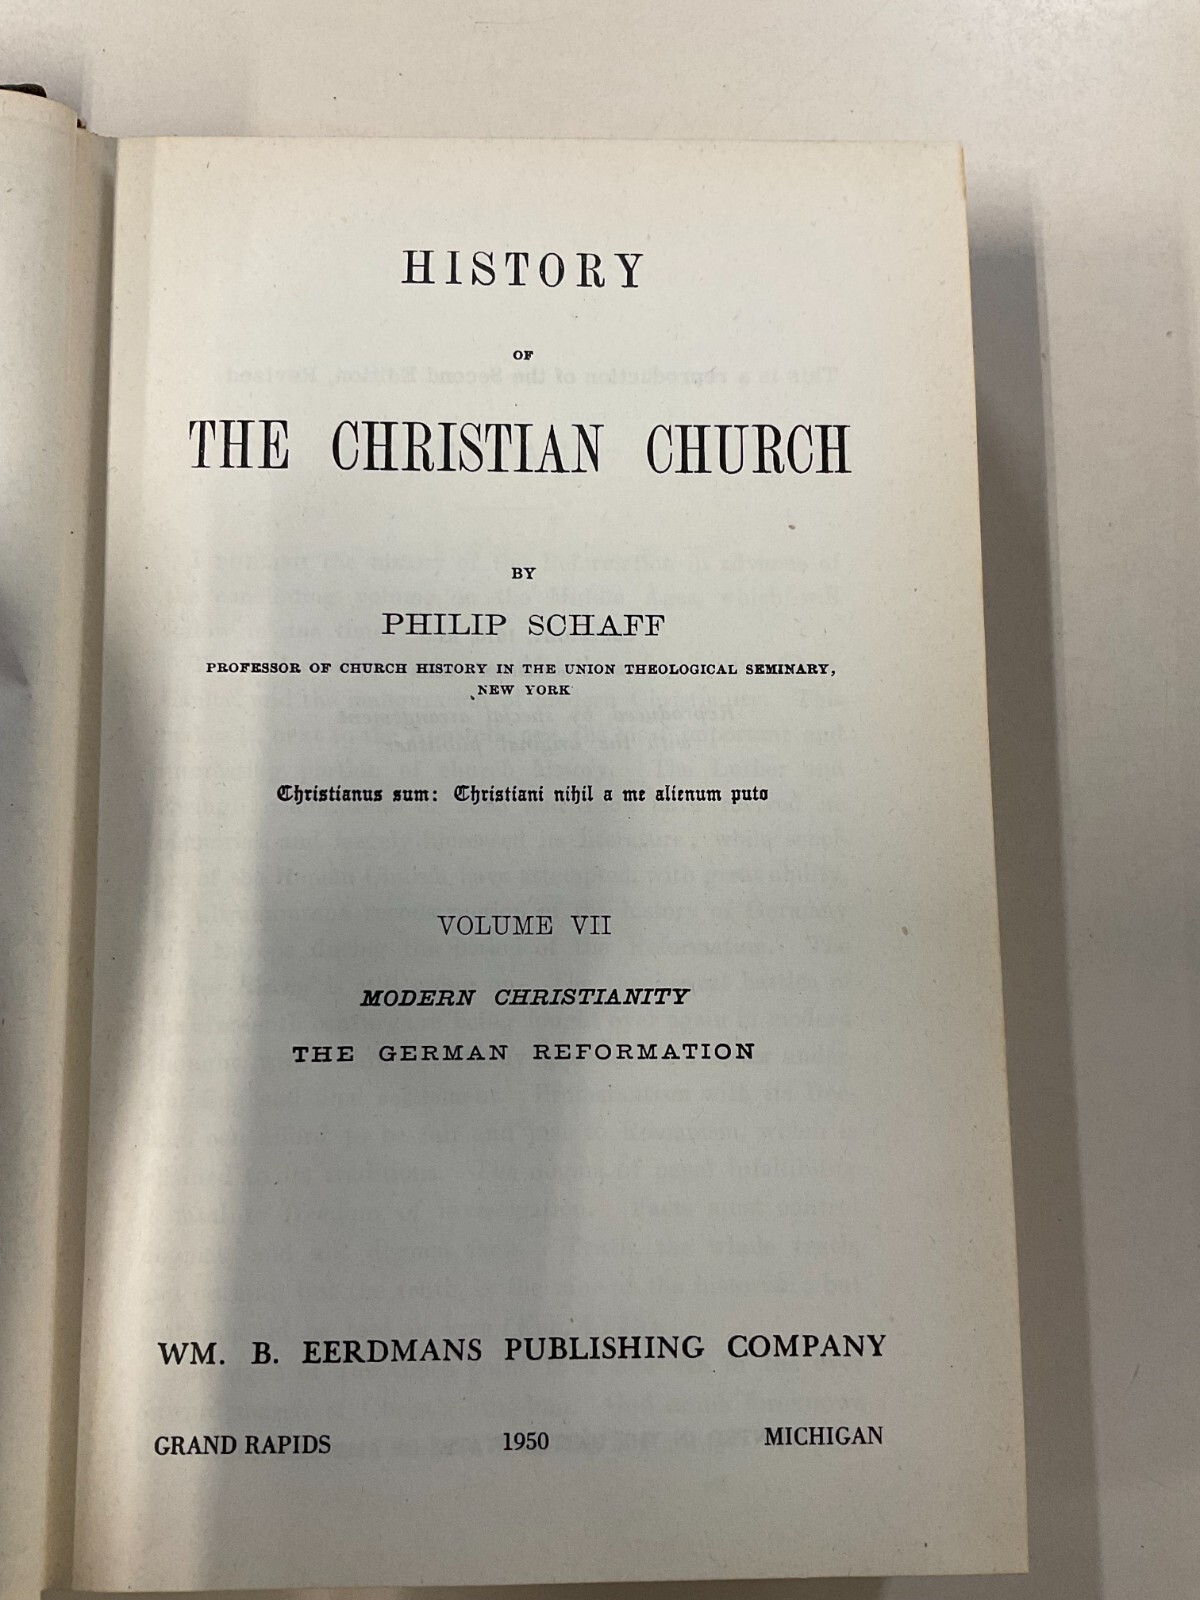 HISTORY
OF
THE CHRISTIAN CHURCH
BY
PHILIP SCHAFF
PROFESSOR OF CHURCH HISTORY IN THE UNION THEOLOGICAL SEMINARY,
NEW YORK
Christianus sum: Christiani nihil a me alienum puto
VOLUME VII
MODERN CHRISTIANITY
THE GERMAN REFORMATION
WM. B. EERDMANS PUBLISHING COMPANY
GRAND RAPIDS 1950 MICHIGAN